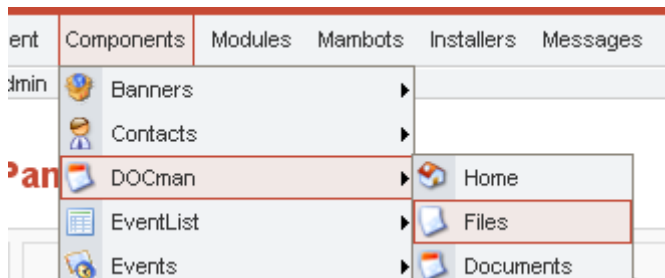 ent Components Modules Mambots Installers Messages
dmin
Banners
Contacts
Pan
DOCman Home
EventList Files
Events Documents